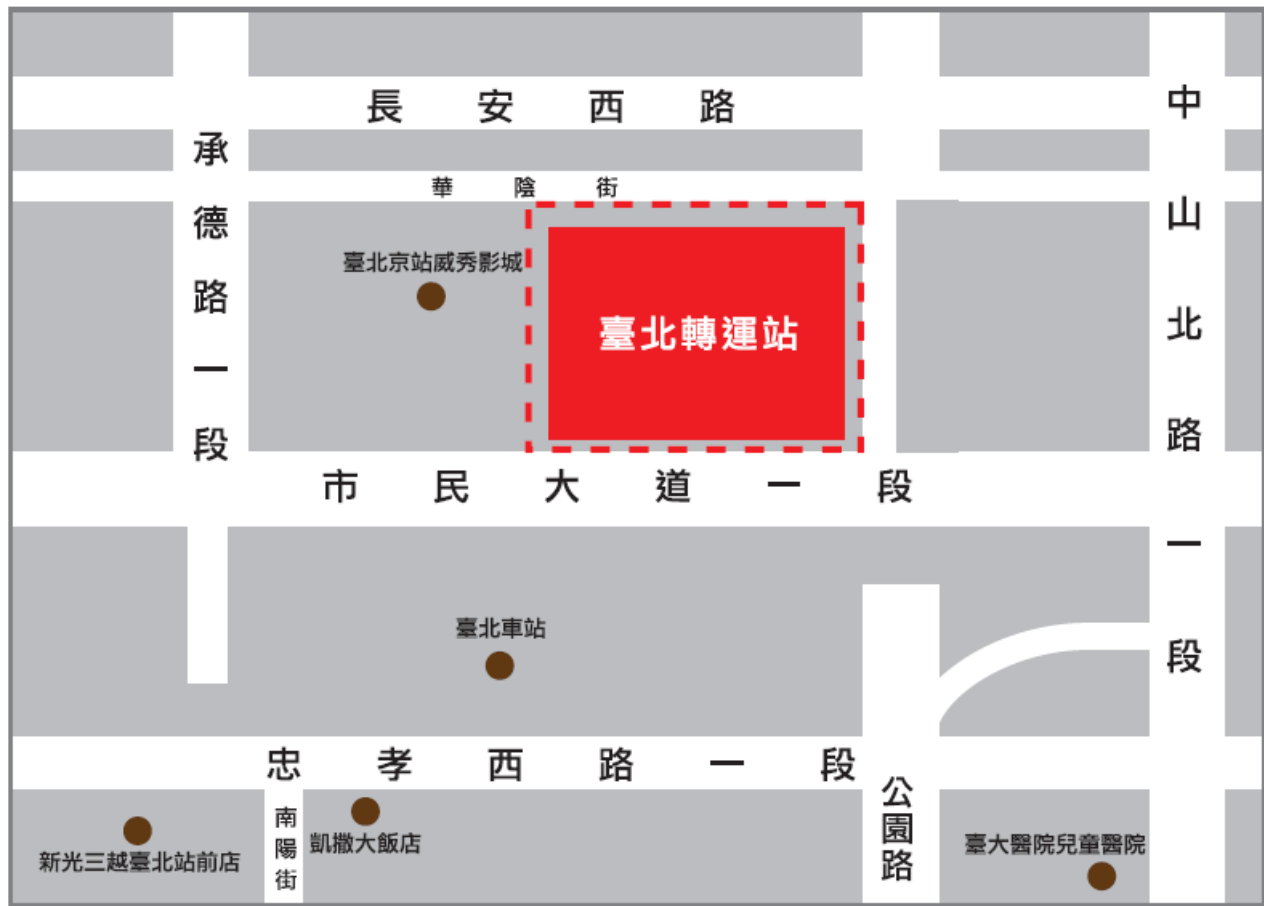 長安西路
中山北路一段
承德路一段
華陰街
臺北京站威秀影城
臺北轉運站
市民大道一段
臺北車站
忠孝西路一段
公園路
南陽街
凱撒大飯店
新光三越臺北站前店
臺大醫院兒童醫院